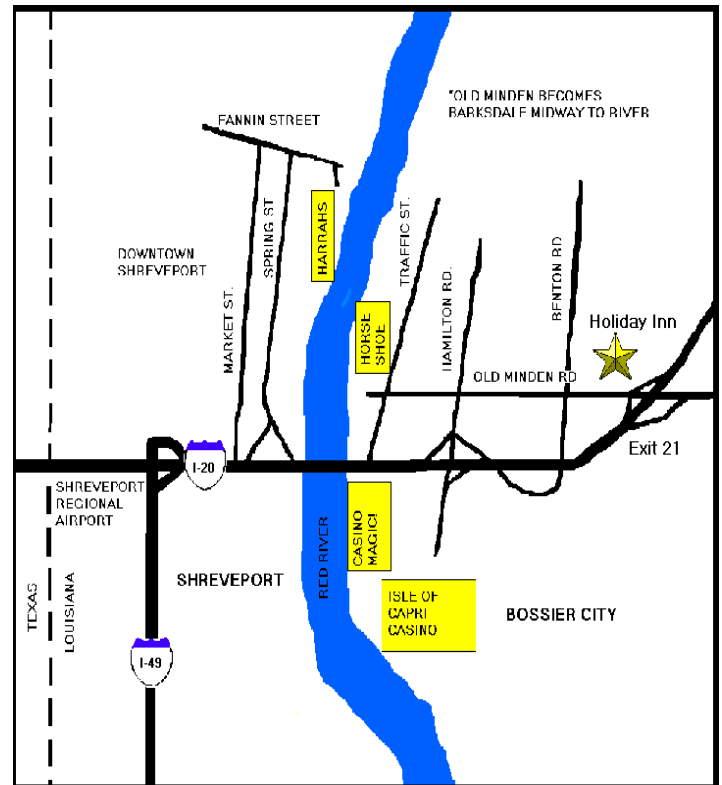 *OLD MINDEN BECOMES
BARKSDALE MIDWAY TO RIVER
FANNIN STREET
DOWNTOWN
SHREVEPORT
MARKET ST.
SPRING ST
HARRAHS
HORSE
SHOE
TRAFFIC ST.
HAMILTON RD.
BENTON RD
Holiday Inn
OLD MINDEN RD
Exit 21
I-20
SHREVEPORT
REGIONAL
AIRPORT
CASINO
MAGIC!
RED RIVER
SHREVEPORT
ISLE OF
CAPRI
CASINO
BOSSIER CITY
TEXAS
LOUISIANA
I-49